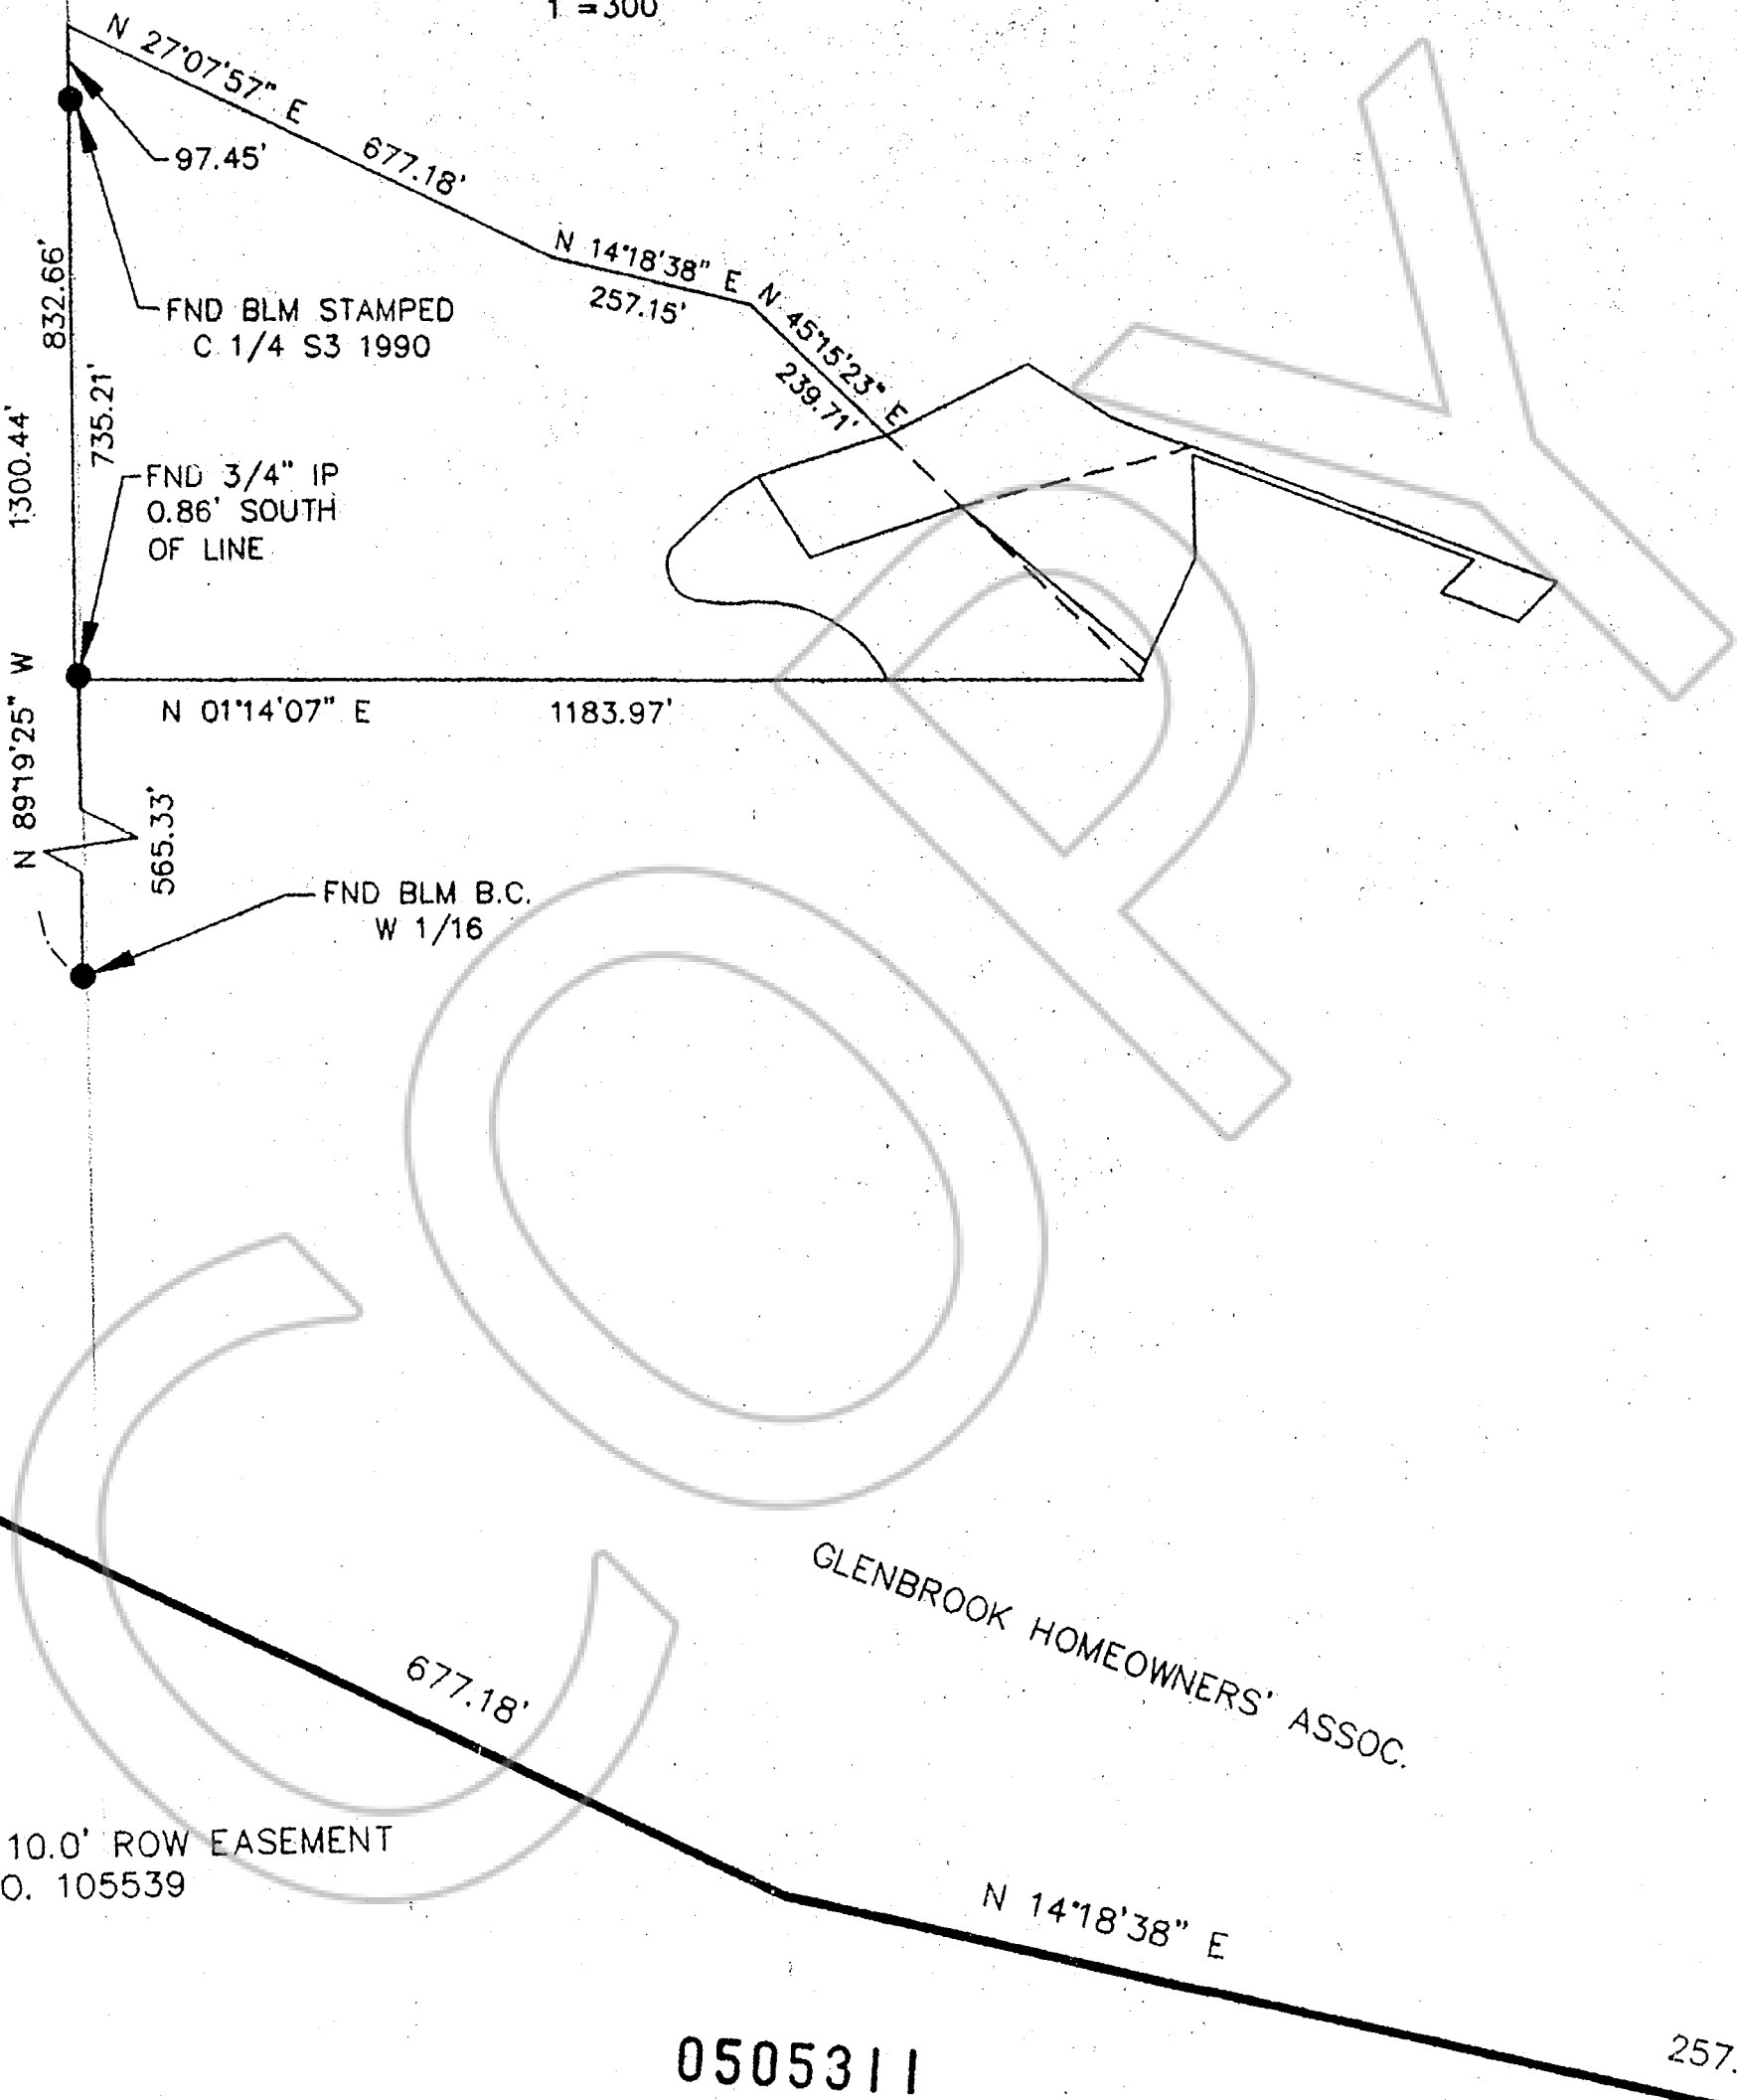 1"=300'
N 27°07'57" E
677.18'
97.45'
N 14°18'38" E
257.15'
N 45°15'23" E
239.71'
832.66'
FND BLM STAMPED
C 1/4 S3 1990
735.21'
1300.44'
N 89°19'25" W
FND 3/4" IP
0.86' SOUTH
OF LINE
N 01°14'07" E
1183.97'
565.33'
FND BLM B.C.
W 1/16
COPY
GLENBROOK HOMEOWNERS' ASSOC.
677.18'
10.0' ROW EASEMENT
O. 105539
N 14°18'38" E
257.
0505311